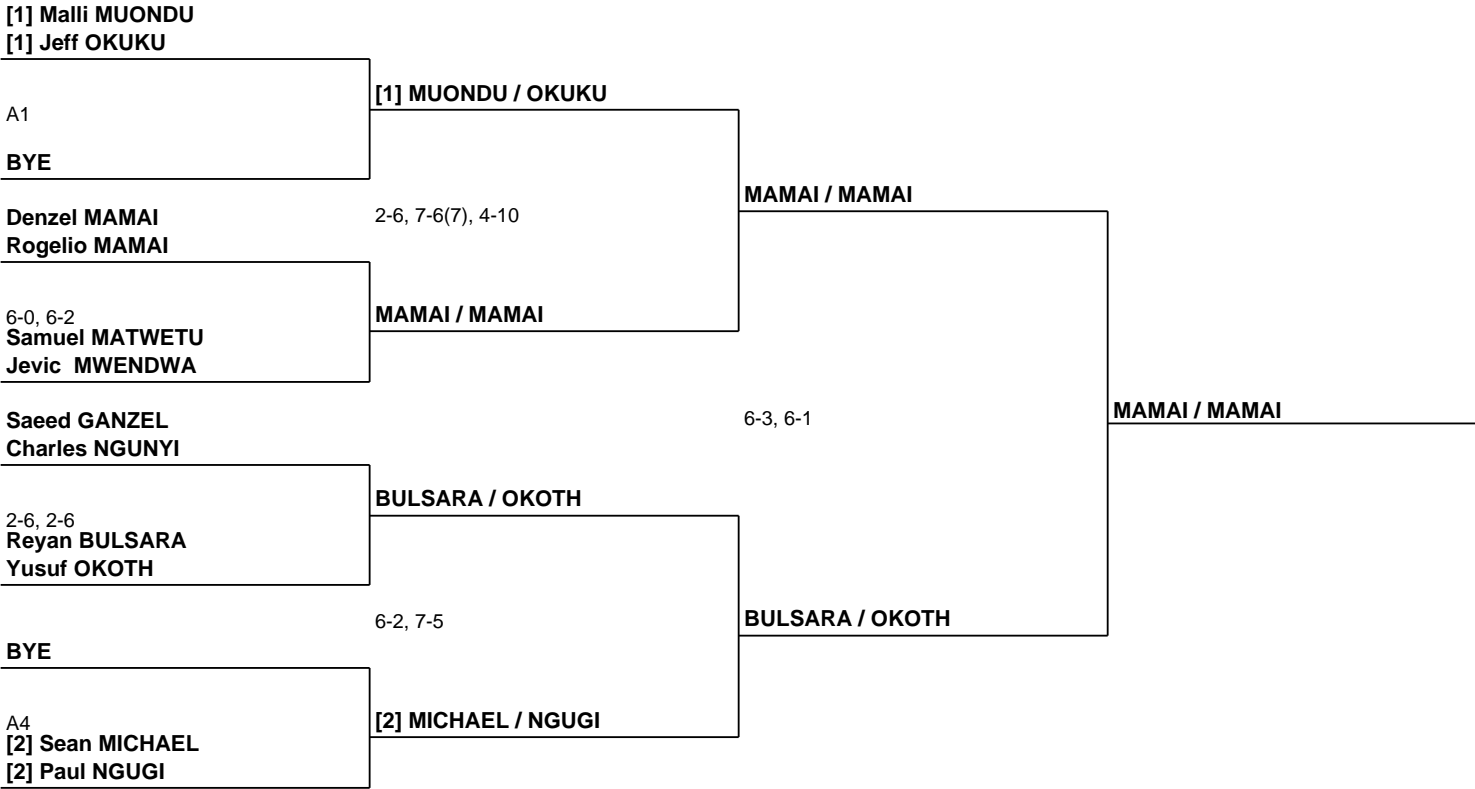 [1] Malli MUONDU
[1] Jeff OKUKU
[1] MUONDU / OKUKU
A1
BYE
MAMAI / MAMAI
Denzel MAMAI
2-6, 7-6(7), 4-10
Rogelio MAMAI
6-0, 6-2
MAMAI / MAMAI
Samuel MATWETU
Jevic  MWENDWA
MAMAI / MAMAI
Saeed GANZEL
6-3, 6-1
Charles NGUNYI
BULSARA / OKOTH
2-6, 2-6
Reyan BULSARA
Yusuf OKOTH
6-2, 7-5
BULSARA / OKOTH
BYE
A4
[2] MICHAEL / NGUGI
[2] Sean MICHAEL
[2] Paul NGUGI